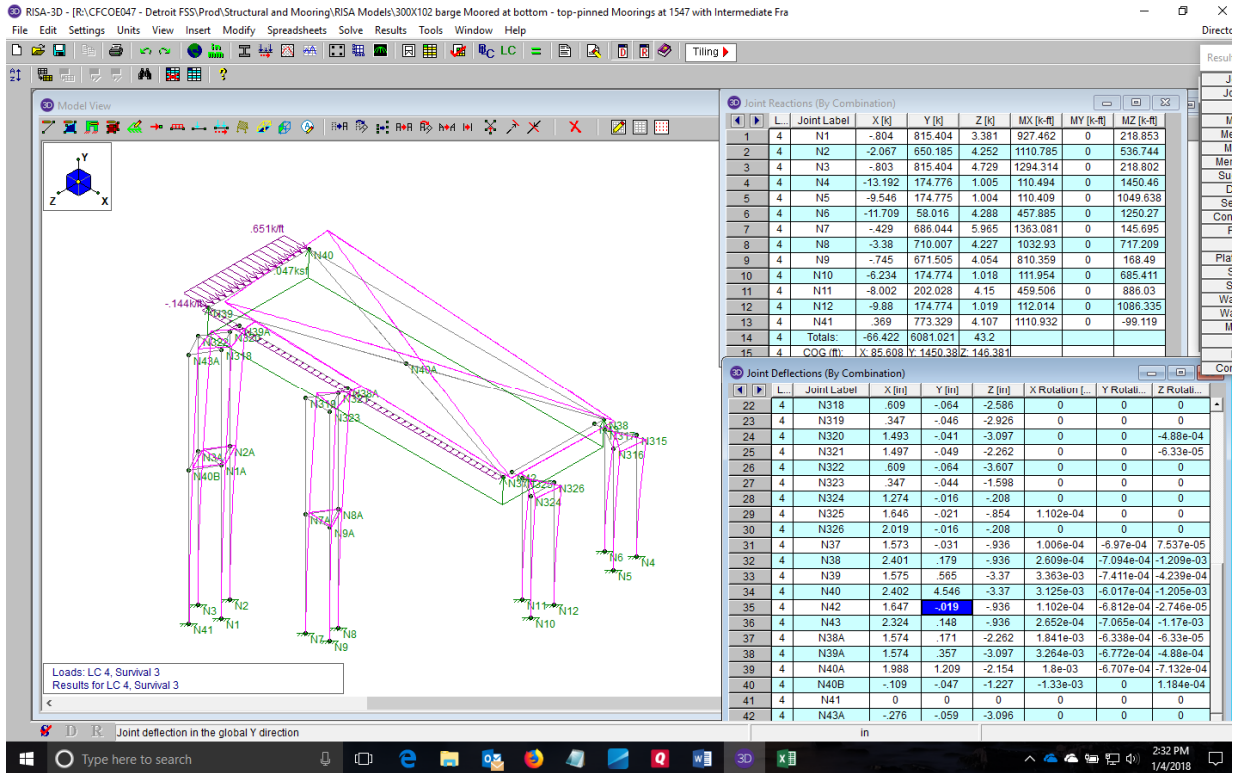 RISA-3D - [R:\CFCOE047 - Detroit FSS\Prod\Structural and Mooring\RISA Models\300X102 barge Moored at bottom - top-pinned Moorings at 1547 with Intermediate Fra
File Edit Settings Units View Insert Modify Spreadsheets Solve Results Tools Window Help
Directo
LC
Tiling
Result
Model View
Y
Z
X
.651k/ft
N40
.047ksf
-.144k/ft
N39
N39A
N320
N322
N43A
N318
N40A
N38A
N319
N321
N323
N38
N317
N315
N316
N2A
N3A
N1A
N40B
N37
N325
N42
N326
N324
N8A
N7A
N9A
N6
N4
N5
N3
N2
N41
N1
N11
N12
N10
N7
N8
N9
Loads: LC 4, Survival 3
Results for LC 4, Survival 3
Joint Reactions (By Combination)
L... Joint Label X [k] Y [k] Z [k] MX [k-ft] MY [k-ft] MZ [k-ft]
1 4 N1 -.804 815.404 3.381 927.462 0 218.853
2 4 N2 -2.067 650.185 4.252 1110.785 0 536.744
3 4 N3 -.803 815.404 4.729 1294.314 0 218.802
4 4 N4 -13.192 174.776 1.005 110.494 0 1450.46
5 4 N5 -9.546 174.775 1.004 110.409 0 1049.638
6 4 N6 -11.709 58.016 4.288 457.885 0 1250.27
7 4 N7 -.429 686.044 5.965 1363.081 0 145.695
8 4 N8 -3.38 710.007 4.227 1032.93 0 717.209
9 4 N9 -.745 671.505 4.054 810.359 0 168.49
10 4 N10 -6.234 174.774 1.018 111.954 0 685.411
11 4 N11 -8.002 202.028 4.15 459.506 0 886.03
12 4 N12 -9.88 174.774 1.019 112.014 0 1086.335
13 4 N41 .369 773.329 4.107 1110.932 0 -99.119
14 4 Totals: -66.422 6081.021 43.2
15 4 COG (ft): X: 85.608 Y: 1450.38 Z: 146.381
Joint Deflections (By Combination)
L... Joint Label X [in] Y [in] Z [in] X Rotation [... Y Rotati... Z Rotati...
22 4 N318 .609 -.064 -2.586 0 0 0
23 4 N319 .347 -.046 -2.926 0 0 0
24 4 N320 1.493 -.041 -3.097 0 0 -4.88e-04
25 4 N321 1.497 -.049 -2.262 0 0 -6.33e-05
26 4 N322 .609 -.064 -3.607 0 0 0
27 4 N323 .347 -.044 -1.598 0 0 0
28 4 N324 1.274 -.016 -.208 0 0 0
29 4 N325 1.646 -.021 -.854 1.102e-04 0 0
30 4 N326 2.019 -.016 -.208 0 0 0
31 4 N37 1.573 -.031 -.936 1.006e-04 -6.97e-04 7.537e-05
32 4 N38 2.401 .179 -.936 2.609e-04 -7.094e-04 -1.209e-03
33 4 N39 1.575 .565 -3.37 3.363e-03 -7.411e-04 -4.239e-04
34 4 N40 2.402 4.546 -3.37 3.125e-03 -6.017e-04 -1.205e-03
35 4 N42 1.647 -.019 -.936 1.102e-04 -6.812e-04 -2.746e-05
36 4 N43 2.324 .148 -.936 2.652e-04 -7.065e-04 -1.17e-03
37 4 N38A 1.574 .171 -2.262 1.841e-03 -6.338e-04 -6.33e-05
38 4 N39A 1.574 .357 -3.097 3.264e-03 -6.772e-04 -4.88e-04
39 4 N40A 1.988 1.209 -2.154 1.8e-03 -6.707e-04 -7.132e-04
40 4 N40B -.109 -.047 -1.227 -1.33e-03 0 1.184e-04
41 4 N41 0 0 0 0 0 0
42 4 N43A -.276 -.059 -3.096 0 0 0
D R Joint deflection in the global Y direction
in
Type here to search
2:32 PM
1/4/2018